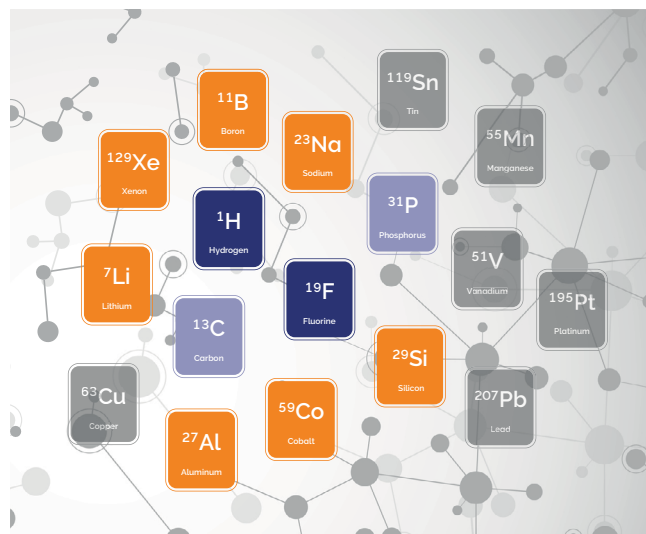 119Sn
Tin
11B
Boron
23Na
Sodium
55Mn
Manganese
129Xe
Xenon
1H
Hydrogen
31P
Phosphorus
51V
Vanadium
7Li
Lithium
19F
Fluorine
195Pt
Platinum
13C
Carbon
29Si
Silicon
63Cu
Copper
59Co
Cobolt
207Pb
Lead
27Al
Aluminum